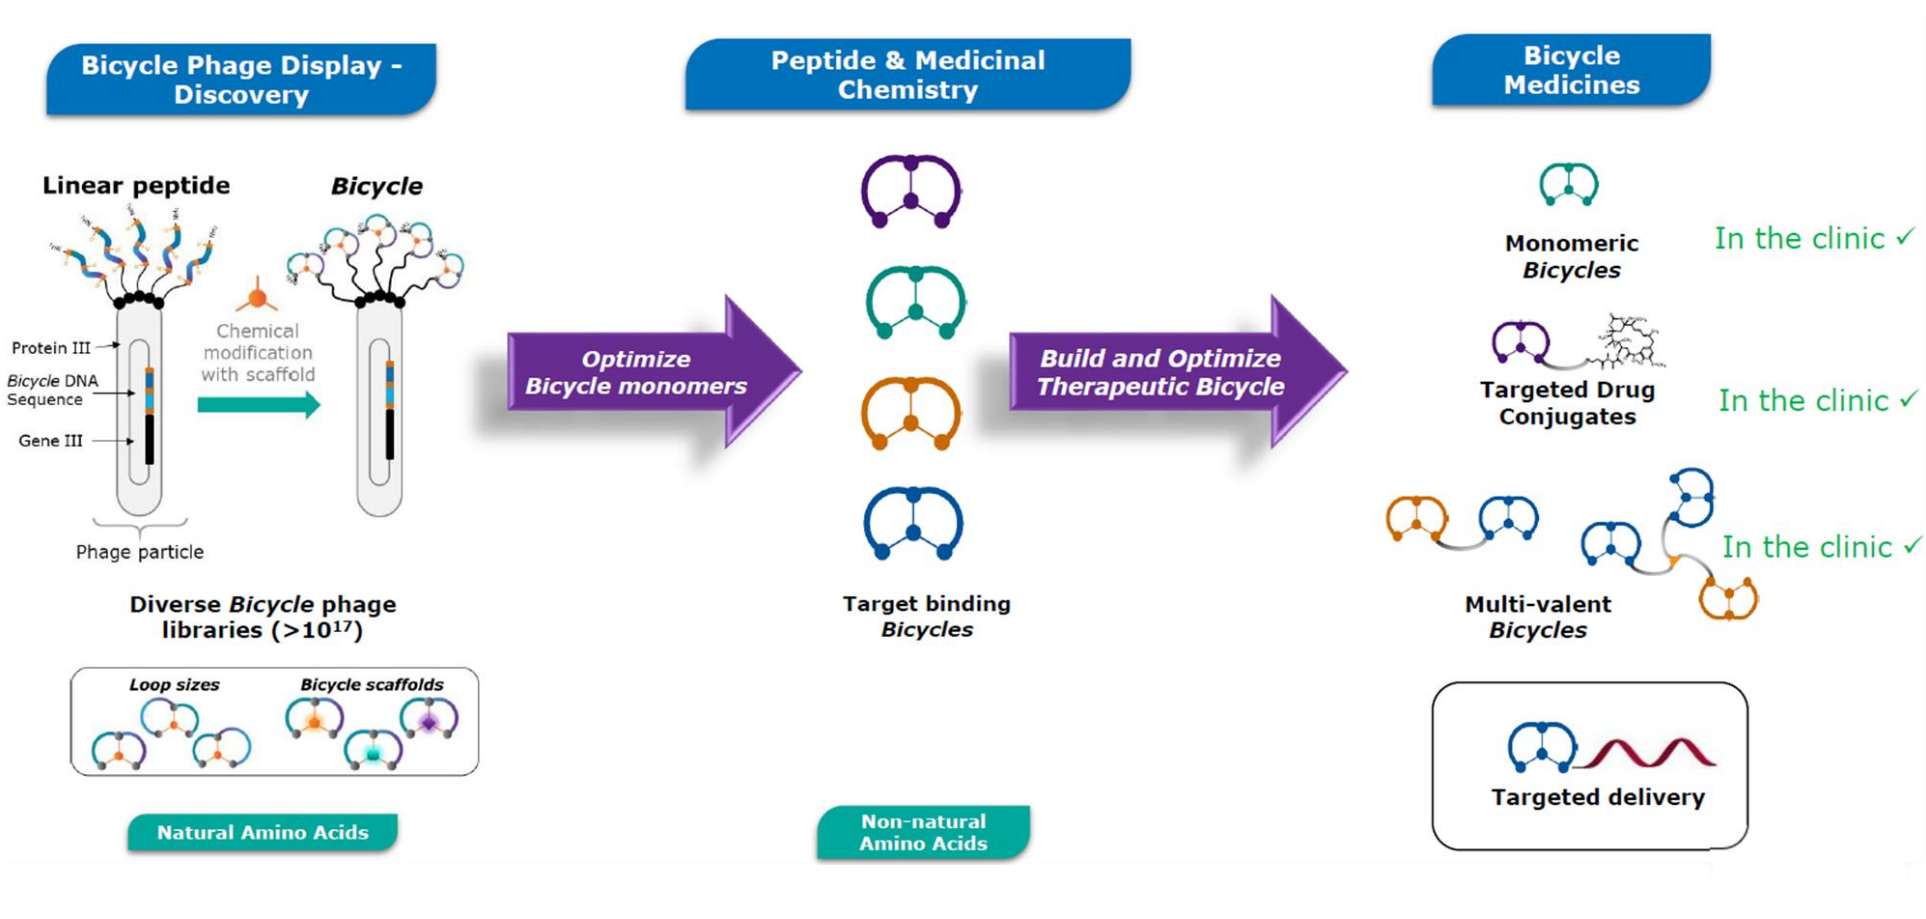 Bicycle Phage Display -
Discovery
Linear peptide
Bicycle
Protein III
Bicycle DNA
Sequence
Gene III
Chemical
modification
with scaffold
Phage particle
Diverse Bicycle phage
libraries (>10¹⁷)
Loop sizes
Bicycle scaffolds
Natural Amino Acids
Optimize
Bicycle monomers
Peptide & Medicinal
Chemistry
Target binding
Bicycles
Non-natural
Amino Acids
Build and Optimize
Therapeutic Bicycle
Bicycle
Medicines
Monomeric
Bicycles
In the clinic ✓
Targeted Drug
Conjugates
In the clinic ✓
Multi-valent
Bicycles
In the clinic ✓
Targeted delivery